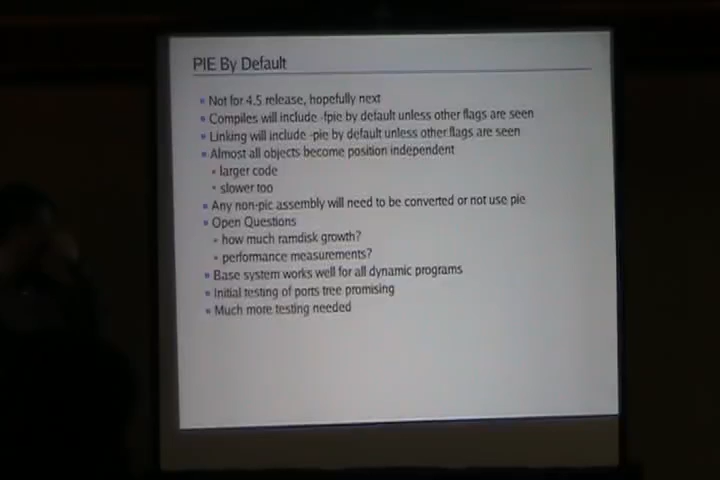 PIE By Default
Not for 4.5 release, hopefully next
Compiles will include -fpie by default unless other flags are seen
Linking will include -pie by default unless other flags are seen
Almost all objects become position independent
larger code
slower too
Any non-pic assembly will need to be converted or not use pie
Open Questions
how much ramdisk growth?
performance measurements?
Base system works well for all dynamic programs
Initial testing of ports tree promising
Much more testing needed